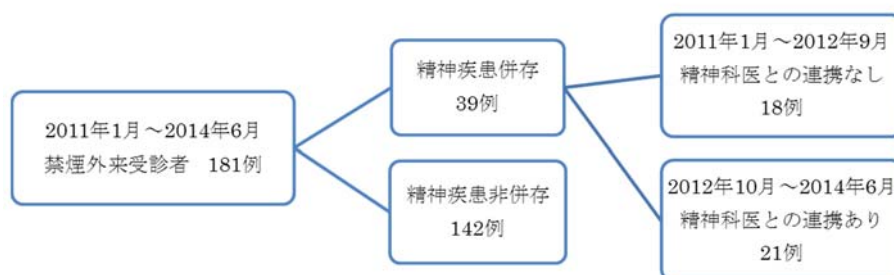 2011年1月～2014年6月
禁煙外来受診者　181例
精神疾患併存
39例
精神疾患非併存
142例
2011年1月～2012年9月
精神科医との連携なし
18例
2012年10月～2014年6月
精神科医との連携あり
21例